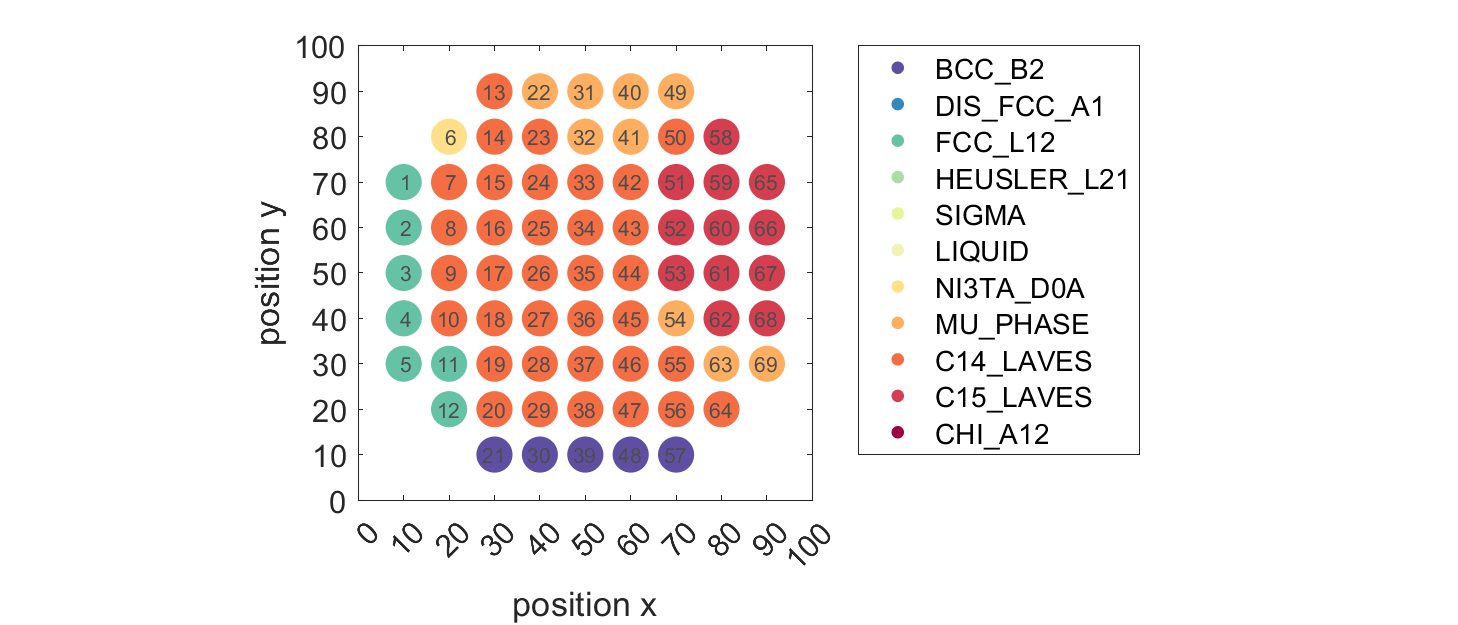 100
90
80
70
60
50
40
30
20
10
0
position y
13 22 31 40 49
6 14 23 32 41 50 58
1 7 15 24 33 42 51 59 65
2 8 16 25 34 43 52 60 66
3 9 17 26 35 44 53 61 67
4 10 18 27 36 45 54 62 68
5 11 19 28 37 46 55 63 69
12 20 29 38 47 56 64
21 30 39 48 57
0 10 20 30 40 50 60 70 80 90 100
position x
BCC_B2
DIS_FCC_A1
FCC_L12
HEUSLER_L21
SIGMA
LIQUID
NI3TA_D0A
MU_PHASE
C14_LAVES
C15_LAVES
CHI_A12